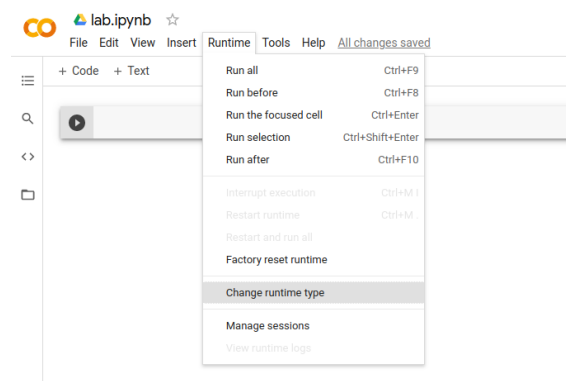 lab.ipynb
File Edit View Insert Runtime Tools Help All changes saved
+ Code + Text
Run all Ctrl+F9
Run before Ctrl+F8
Run the focused cell Ctrl+Enter
Run selection Ctrl+Shift+Enter
Run after Ctrl+F10
Interrupt execution Ctrl+M I
Restart runtime Ctrl+M .
Restart and run all
Factory reset runtime
Change runtime type
Manage sessions
View runtime logs